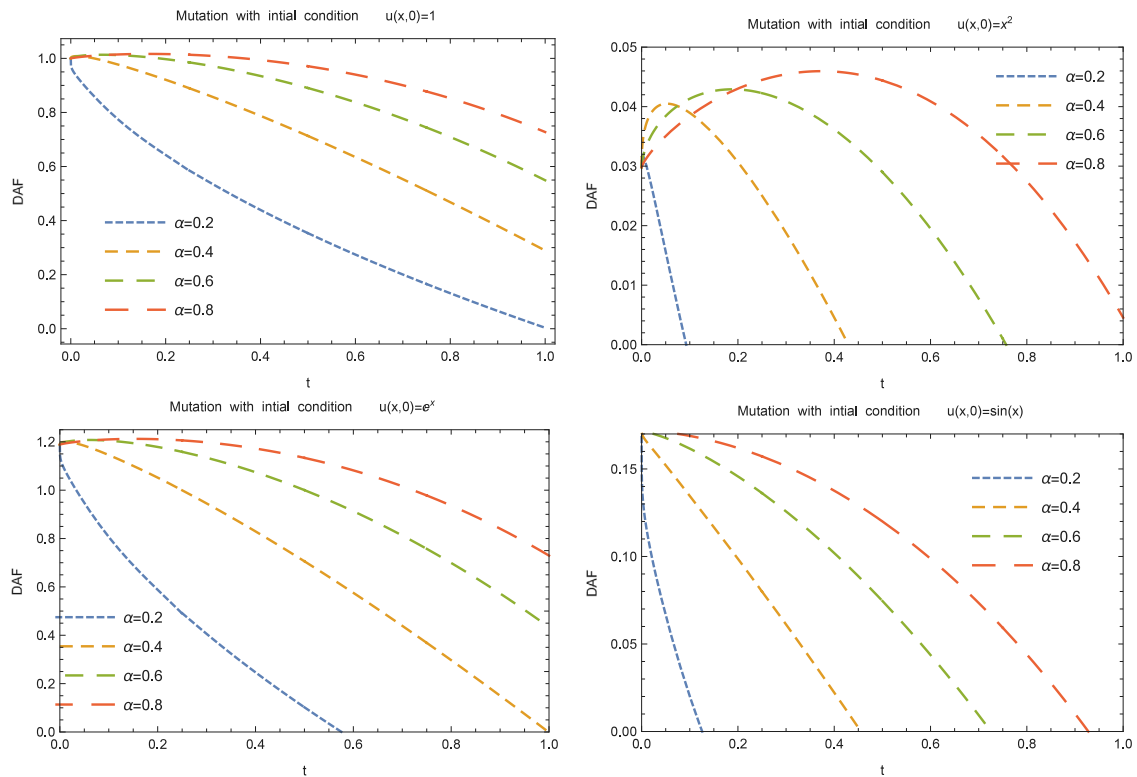 Mutation with intial condition u(x,0)=1
DAF
1.0
0.8
0.6
0.4
0.2
0.0
α=0.2
α=0.4
α=0.6
α=0.8
0.0 0.2 0.4 0.6 0.8 1.0
t
Mutation with intial condition u(x,0)=x²
DAF
0.05
0.04
0.03
0.02
0.01
0.00
α=0.2
α=0.4
α=0.6
α=0.8
0.0 0.2 0.4 0.6 0.8 1.0
t
Mutation with intial condition u(x,0)=eˣ
DAF
1.2
1.0
0.8
0.6
0.4
0.2
0.0
α=0.2
α=0.4
α=0.6
α=0.8
0.0 0.2 0.4 0.6 0.8 1.0
t
Mutation with intial condition u(x,0)=sin(x)
DAF
0.15
0.10
0.05
0.00
α=0.2
α=0.4
α=0.6
α=0.8
0.0 0.2 0.4 0.6 0.8 1.0
t